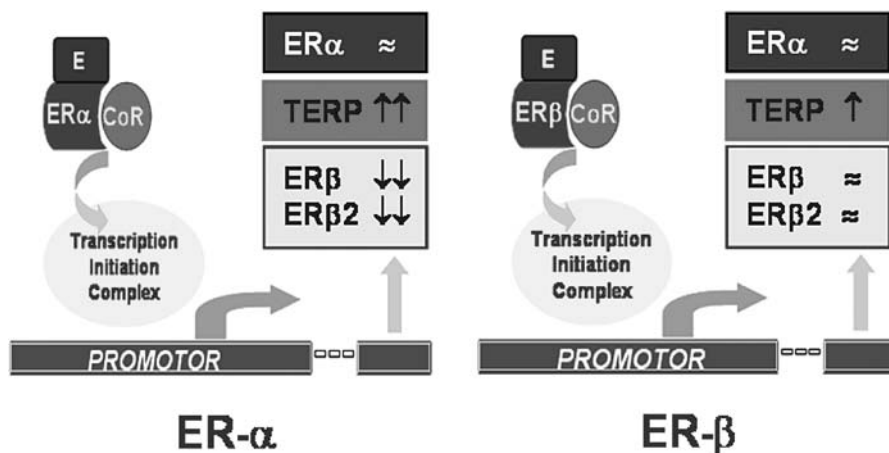 E
ERα CoR
Transcription
Initiation
Complex
ERα ≈
TERP ↑↑
ERβ ↓↓
ERβ2 ↓↓
PROMOTOR
ER-α
E
ERβ CoR
Transcription
Initiation
Complex
ERα ≈
TERP ↑
ERβ ≈
ERβ2 ≈
PROMOTOR
ER-β